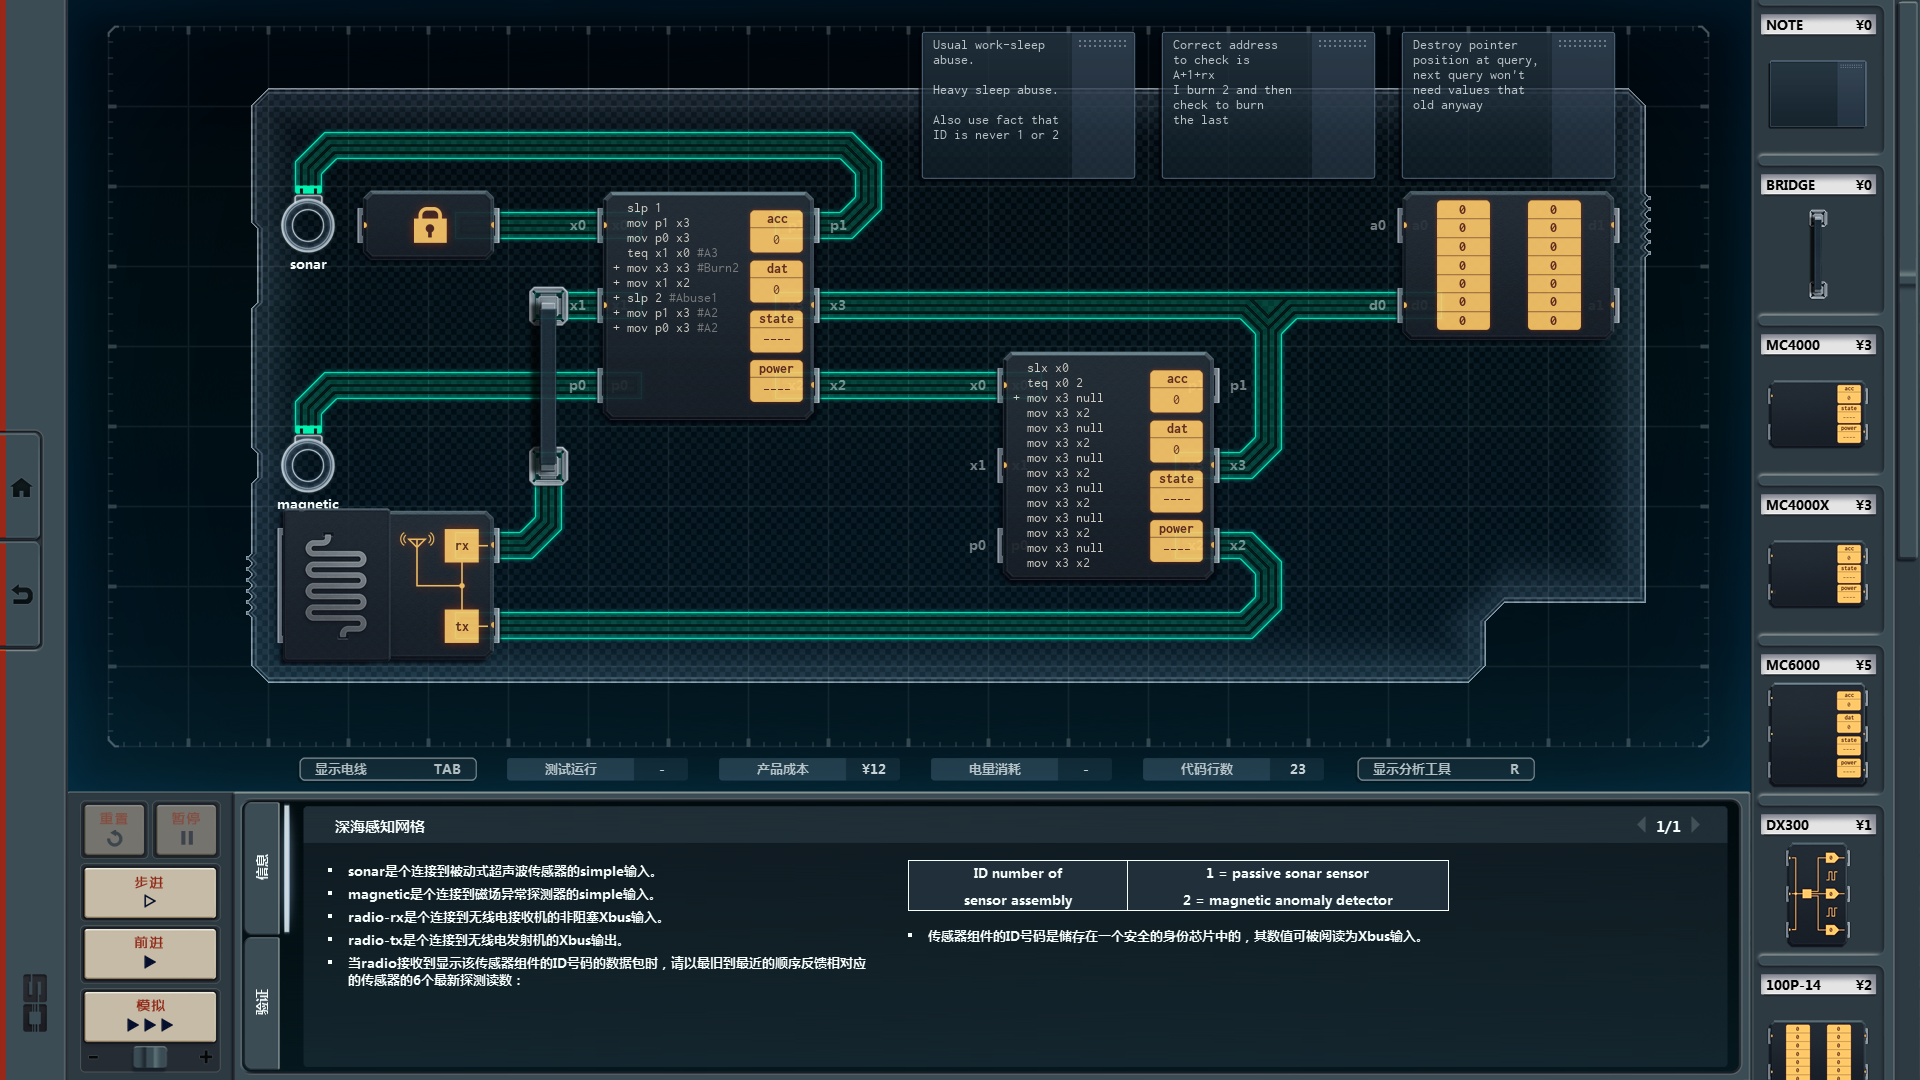 Usual work-sleep
abuse.
Heavy sleep abuse.
Also use fact that
ID is never 1 or 2
Correct address
to check is
A+1+rx
I burn 2 and then
check to burn
the last
Destroy pointer
position at query,
next query won't
need values that
old anyway
sonar
magnetic
rx
tx
x0
x1
p0
p1
x3
x2
slp 1
mov p1 x3
mov p0 x3
teq x1 x0 #A3
+ mov x3 x3 #Burn2
+ mov x1 x2
+ slp 2 #Abuse1
+ mov p1 x3 #A2
+ mov p0 x3 #A2
acc
0
dat
0
state
----
power
----
x0
x1
p0
p1
x3
x2
slx x0
teq x0 2
+ mov x3 null
mov x3 x2
mov x3 null
mov x3 x2
mov x3 null
mov x3 x2
mov x3 null
mov x3 x2
mov x3 null
mov x3 x2
mov x3 null
mov x3 x2
acc
0
dat
0
state
----
power
----
a0
d0
0 0
0 0
0 0
0 0
0 0
0 0
0 0
显示电线 TAB
测试运行 -
产品成本 ¥12
电量消耗 -
代码行数 23
显示分析工具 R
重置
暂停
步进
前进
模拟
- +
信息
验证
深海感知网格
1/1
▪ sonar是个连接到被动式超声波传感器的simple输入。
▪ magnetic是个连接到磁场异常探测器的simple输入。
▪ radio-rx是个连接到无线电接收机的非阻塞Xbus输入。
▪ radio-tx是个连接到无线电发射机的Xbus输出。
▪ 当radio接收到显示该传感器组件的ID号码的数据包时，请以最旧到最近的顺序反馈相对应
的传感器的6个最新探测读数：
ID number of
sensor assembly
1 = passive sonar sensor
2 = magnetic anomaly detector
▪ 传感器组件的ID号码是储存在一个安全的身份芯片中的，其数值可被阅读为Xbus输入。
NOTE ¥0
BRIDGE ¥0
MC4000 ¥3
MC4000X ¥3
MC6000 ¥5
DX300 ¥1
100P-14 ¥2